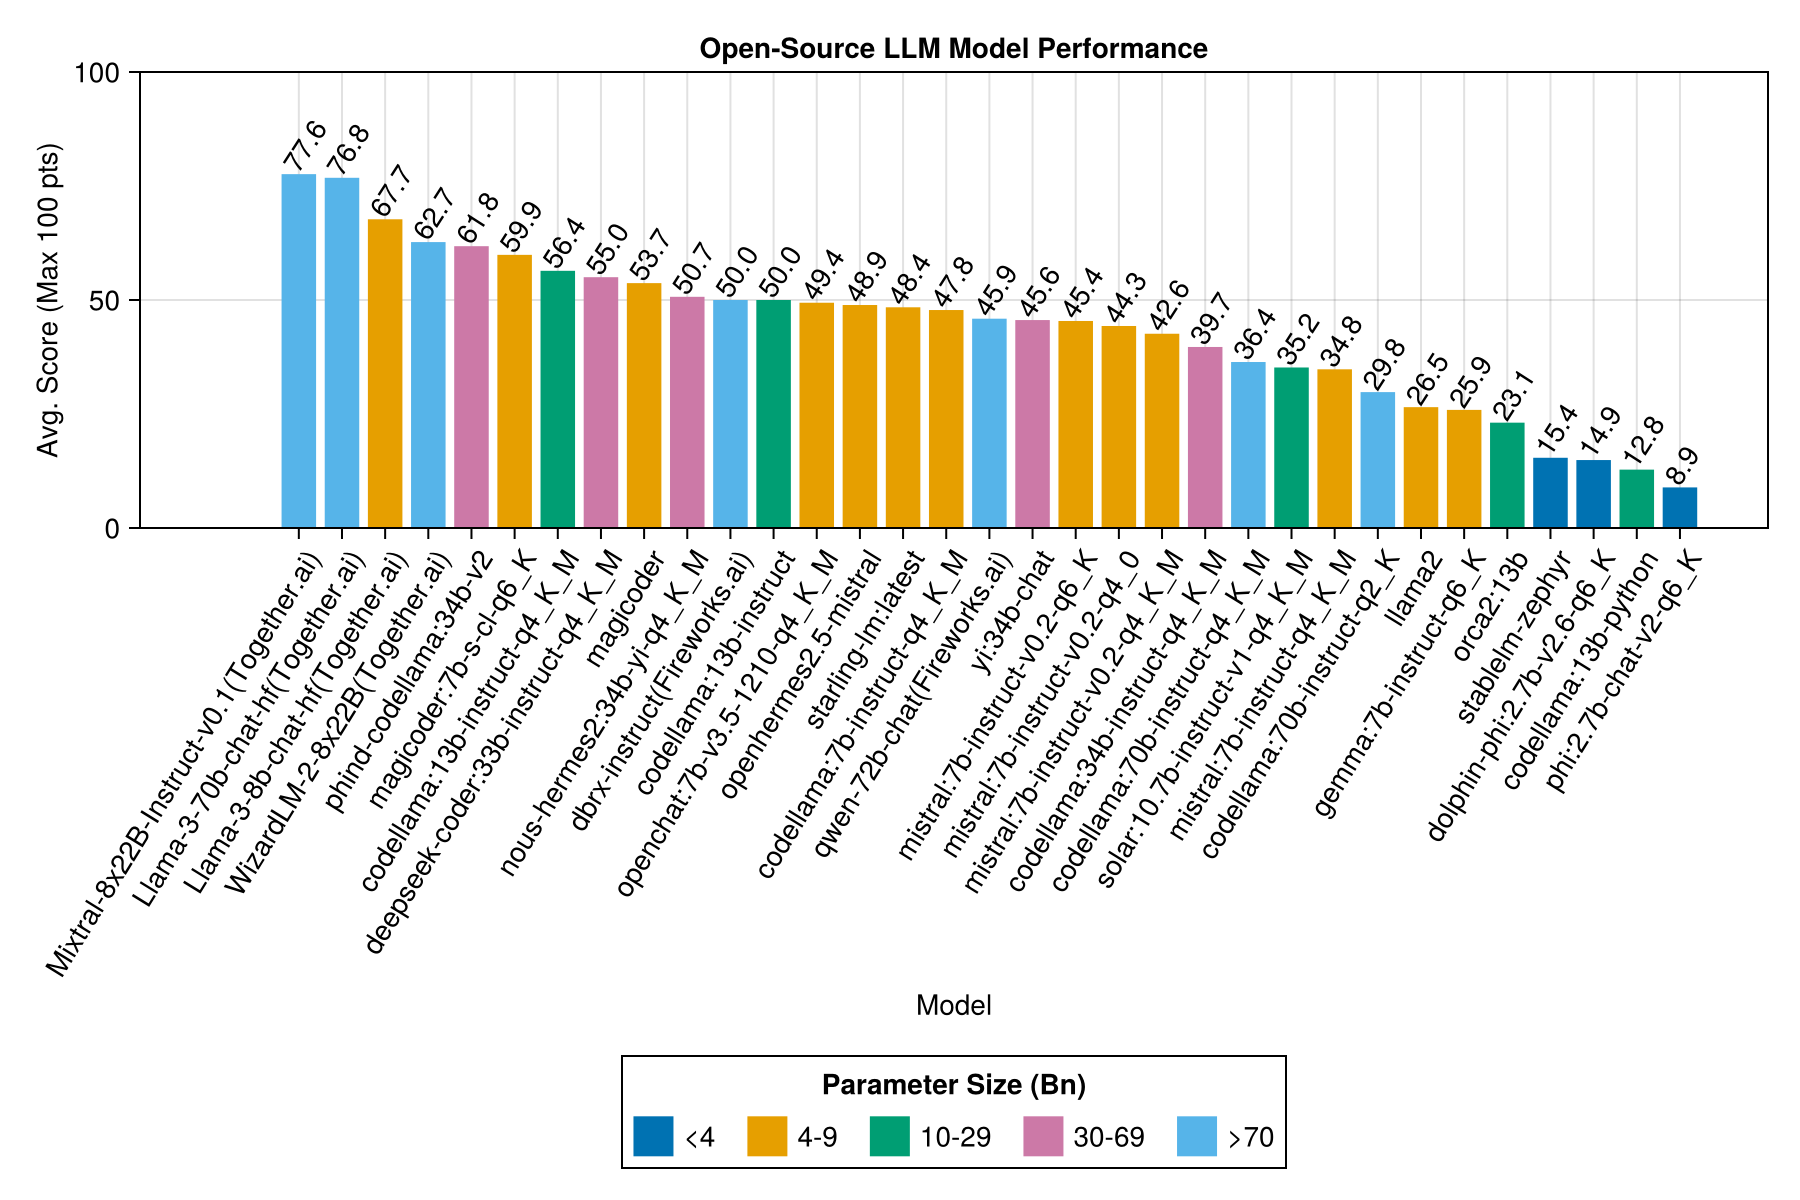 Open-Source LLM Model Performance
Avg. Score (Max 100 pts)
100
50
0
77.6
76.8
67.7
62.7
61.8
59.9
56.4
55.0
53.7
50.7
50.0
50.0
49.4
48.9
48.4
47.8
45.9
45.6
45.4
44.3
42.6
39.7
36.4
35.2
34.8
29.8
26.5
25.9
23.1
15.4
14.9
12.8
8.9
Mixtral-8x22B-Instruct-v0.1(Together.ai)
Llama-3-70b-chat-hf(Together.ai)
Llama-3-8b-chat-hf(Together.ai)
WizardLM-2-8x22B(Together.ai)
phind-codellama:34b-v2
magicoder:7b-s-cl-q6_K
codellama:13b-instruct-q4_K_M
deepseek-coder:33b-instruct-q4_K_M
magicoder
nous-hermes2:34b-yi-q4_K_M
dbrx-instruct(Fireworks.ai)
codellama:13b-instruct
openchat:7b-v3.5-1210-q4_K_M
openhermes2.5-mistral
starling-lm:latest
codellama:7b-instruct-q4_K_M
qwen-72b-chat(Fireworks.ai)
yi:34b-chat
mistral:7b-instruct-v0.2-q6_K
mistral:7b-instruct-v0.2-q4_0
mistral:7b-instruct-v0.2-q4_K_M
codellama:34b-instruct-q4_K_M
codellama:70b-instruct-q4_K_M
solar:10.7b-instruct-v1-q4_K_M
mistral:7b-instruct-q4_K_M
codellama:70b-instruct-q2_K
llama2
gemma:7b-instruct-q6_K
orca2:13b
stablelm-zephyr
dolphin-phi:2.7b-v2.6-q6_K
codellama:13b-python
phi:2.7b-chat-v2-q6_K
Model
Parameter Size (Bn)
<4 4-9 10-29 30-69 >70